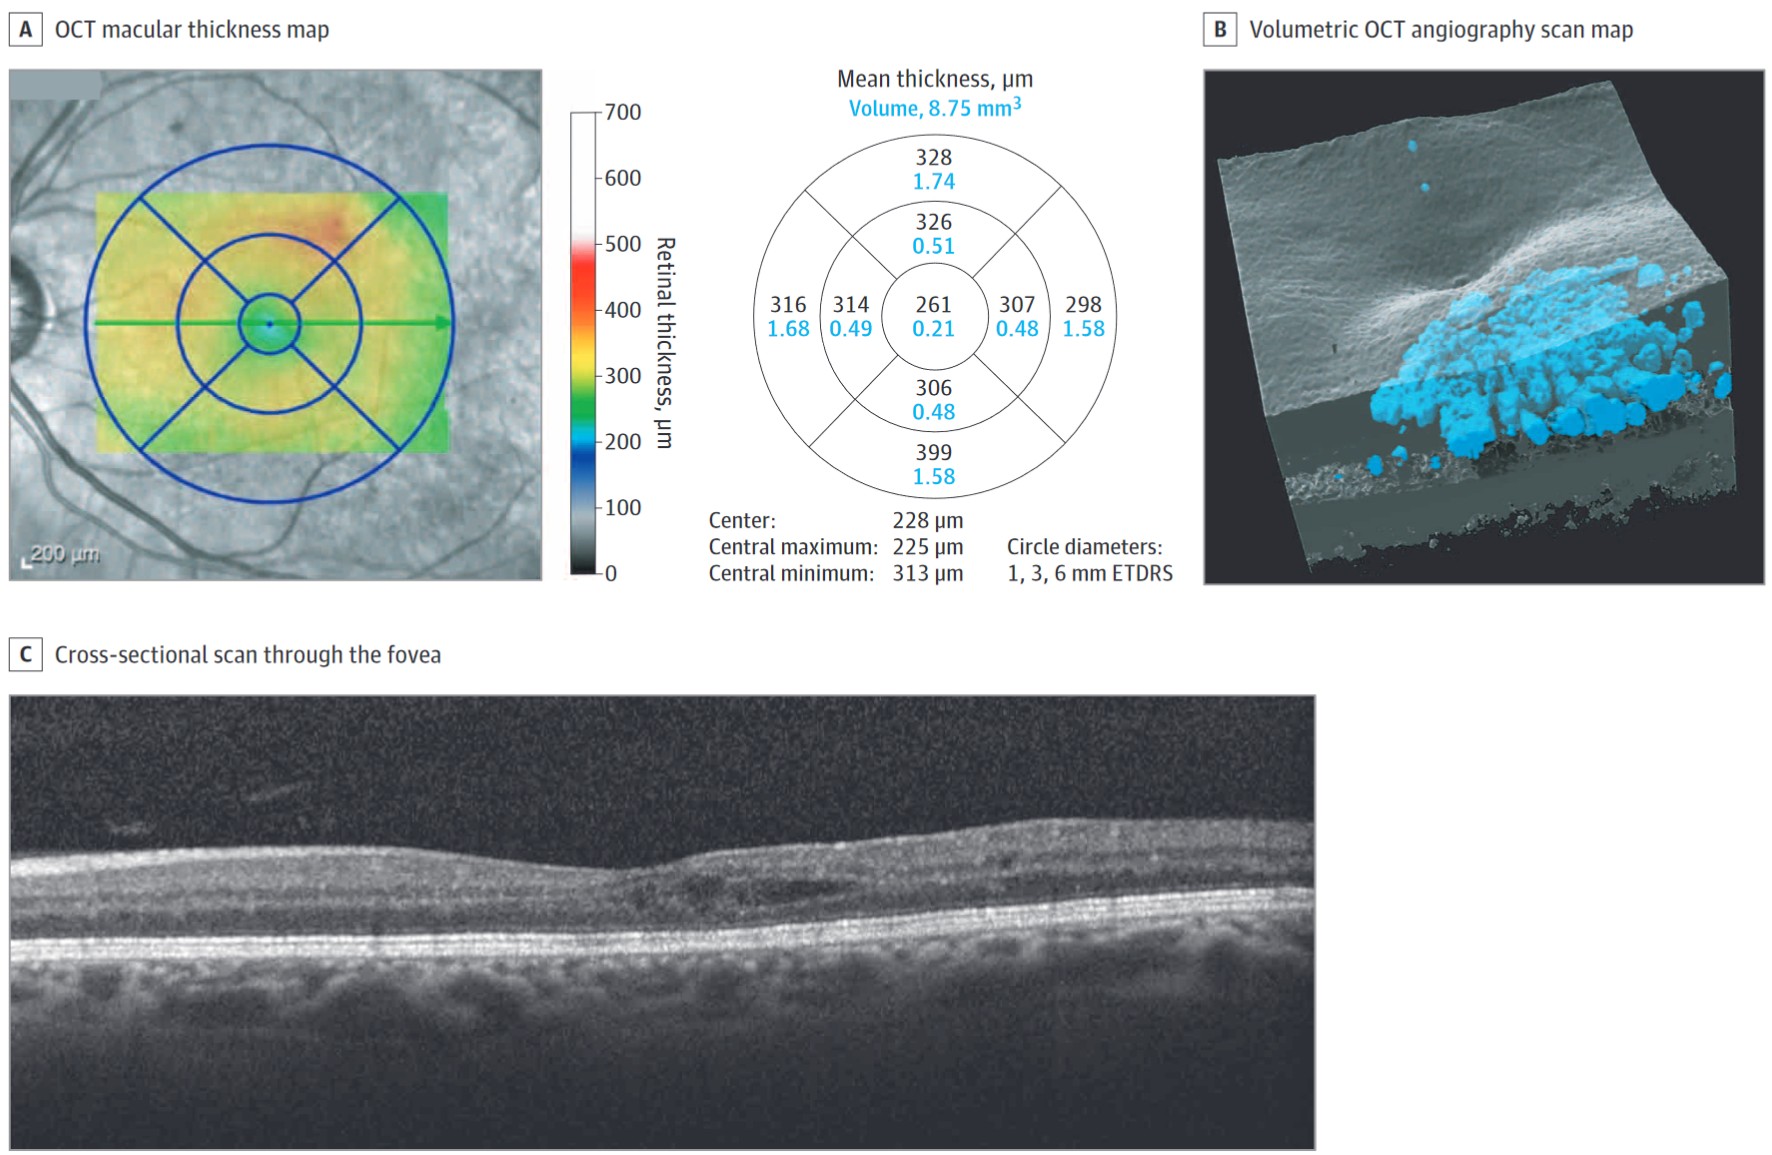 A OCT macular thickness map
700
600
500
400
300
200
100
0
Retinal thickness, μm
200 μm
Mean thickness, μm
Volume, 8.75 mm³
328
1.74
326
0.51
316 314 261 307 298
1.68 0.49 0.21 0.48 1.58
306
0.48
399
1.58
Center: 228 μm
Central maximum: 225 μm
Central minimum: 313 μm
Circle diameters:
1, 3, 6 mm ETDRS
B Volumetric OCT angiography scan map
C Cross-sectional scan through the fovea